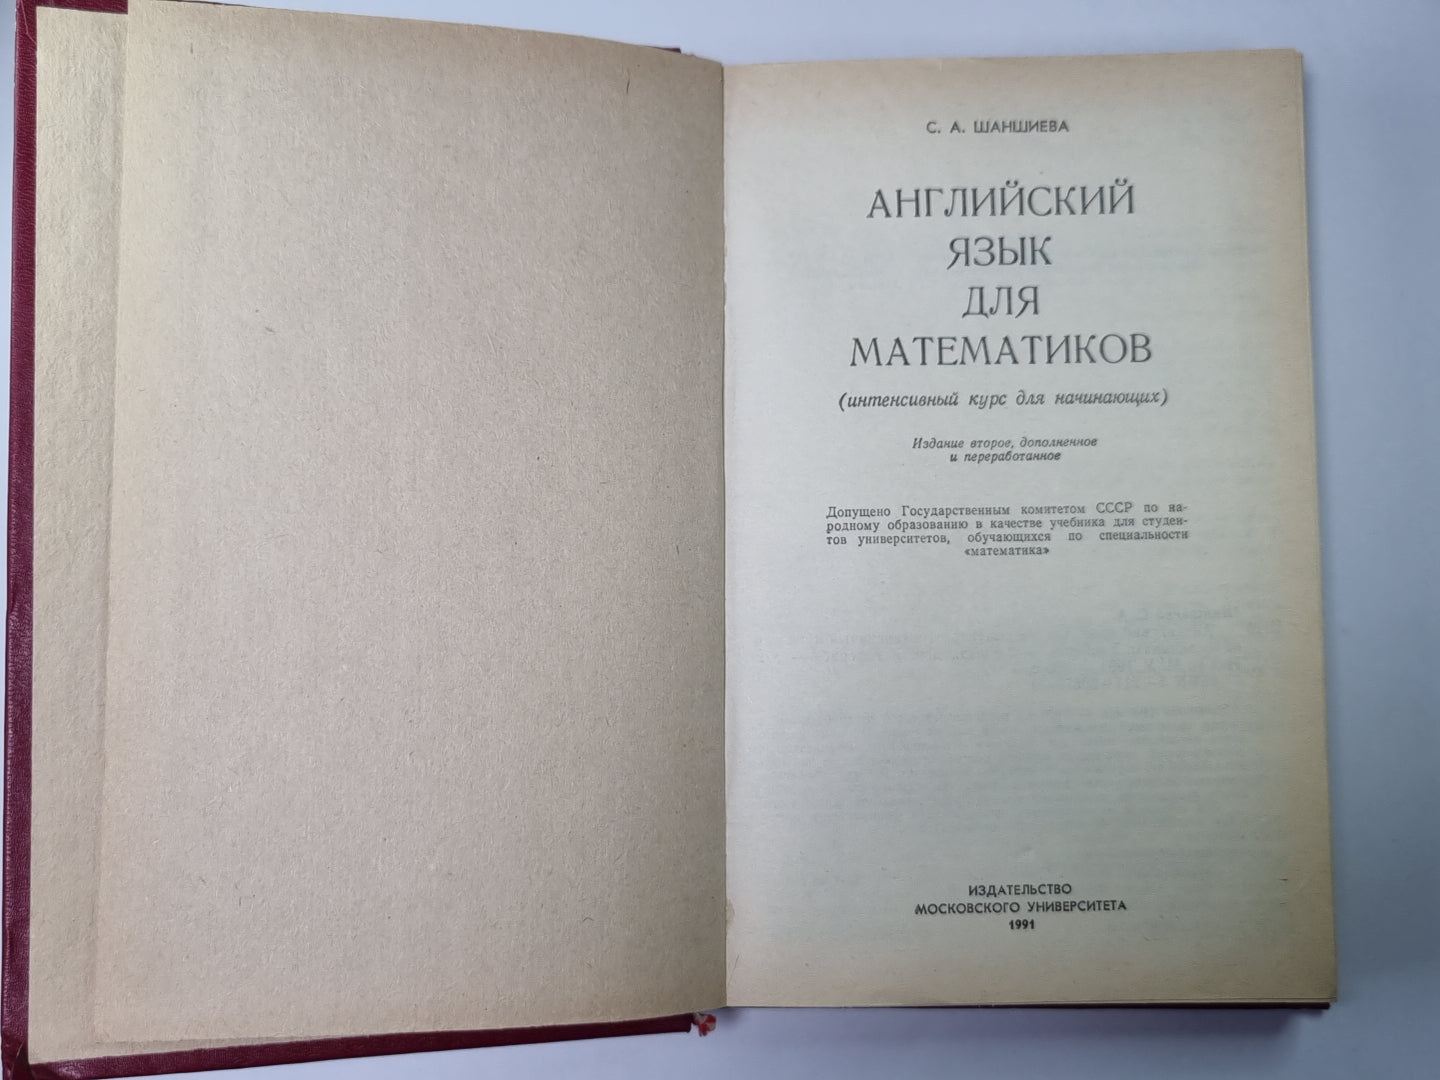 С. А. ШАНШИЕВА
АНГЛИЙСКИЙ
ЯЗЫК
ДЛЯ
МАТЕМАТИКОВ
(интенсивный курс для начинающих)
Издание второе, дополненное
и переработанное
Допущено Государственным комитетом СССР по на-
родному образованию в качестве учебника для студен-
тов университетов, обучающихся по специальности
«математика»
ИЗДАТЕЛЬСТВО
МОСКОВСКОГО УНИВЕРСИТЕТА
1991